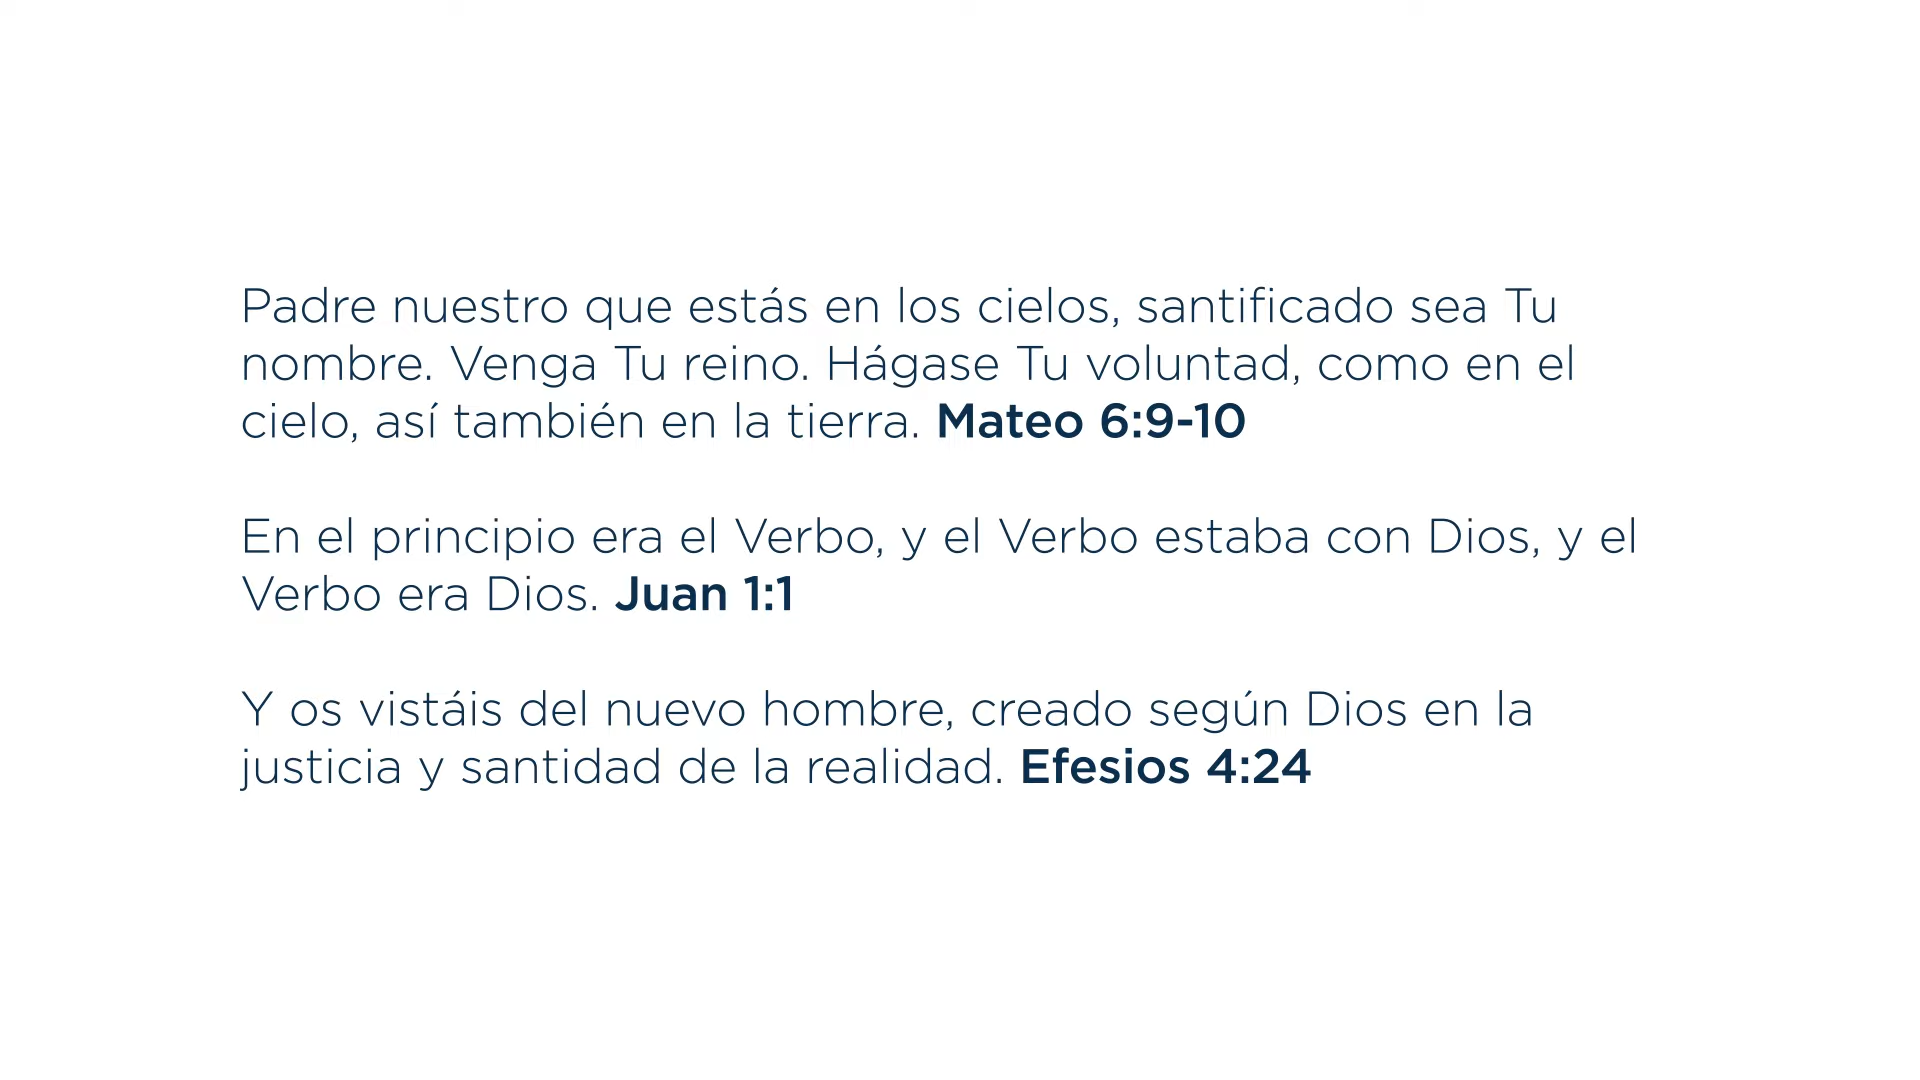 Padre nuestro que estás en los cielos, santificado sea Tu
nombre. Venga Tu reino. Hágase Tu voluntad, como en el
cielo, así también en la tierra. Mateo 6:9-10
En el principio era el Verbo, y el Verbo estaba con Dios, y el
Verbo era Dios. Juan 1:1
Y os vistáis del nuevo hombre, creado según Dios en la
justicia y santidad de la realidad. Efesios 4:24